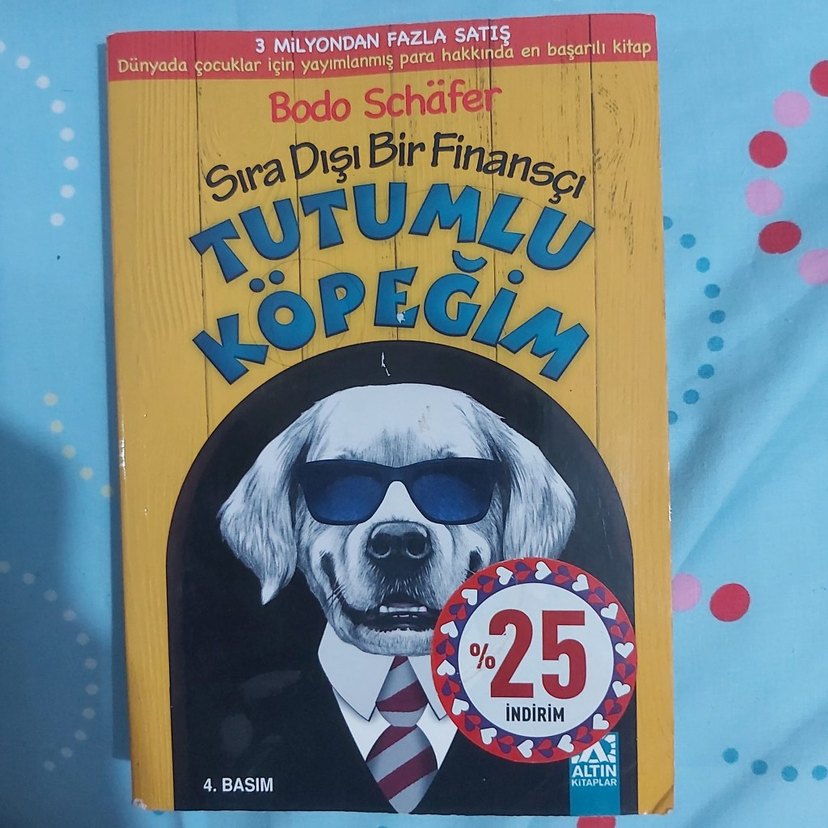 3 MİLYONDAN FAZLA SATIŞ
Dünyada çocuklar için yayımlanmış para hakkında en başarılı kitap
Bodo Schäfer
Sıra Dışı Bir Finansçı
TUTUMLU
KÖPEĞİM
%25
İNDİRİM
ALTIN
KİTAPLAR
4. BASIM